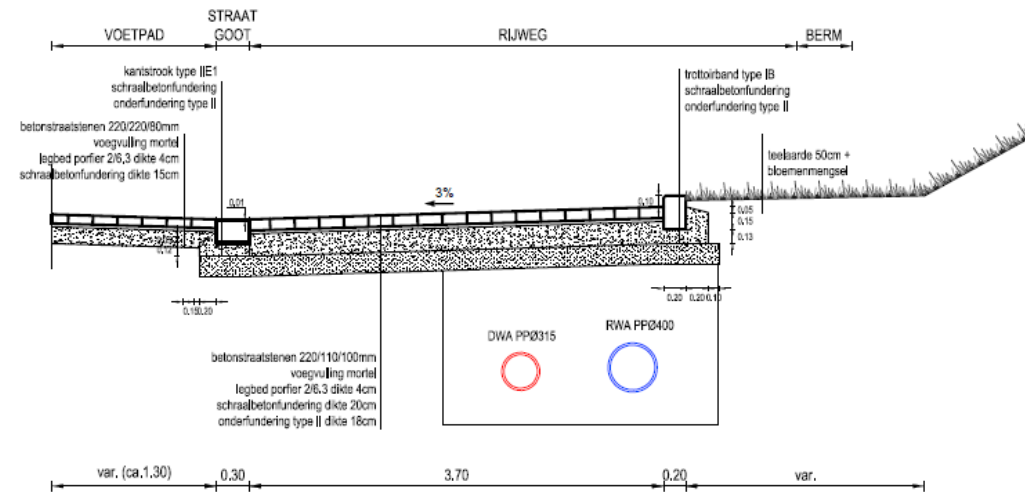 STRAAT
VOETPAD
GOOT
RIJWEG
BERM
kantstrook type IIE1
schraalbetonfundering
onderfundering type II
trottoirband type IB
schraalbetonfundering
onderfundering type II
betonstraatstenen 220/220/80mm
voegvulling mortel
legbed porfier 2/6,3 dikte 4cm
schraalbetonfundering dikte 15cm
teelaarde 50cm +
bloemenmengsel
3%
0.01
0.10
0.05
0.15
0.13
0.15
0.20
0.20
0.20
0.10
DWA PPØ315
RWA PPØ400
betonstraatstenen 220/110/100mm
voegvulling mortel
legbed porfier 2/6.3 dikte 4cm
schraalbetonfundering dikte 20cm
onderfundering type II dikte 18cm
var. (ca.1.30)
0.30
3.70
0.20
var.